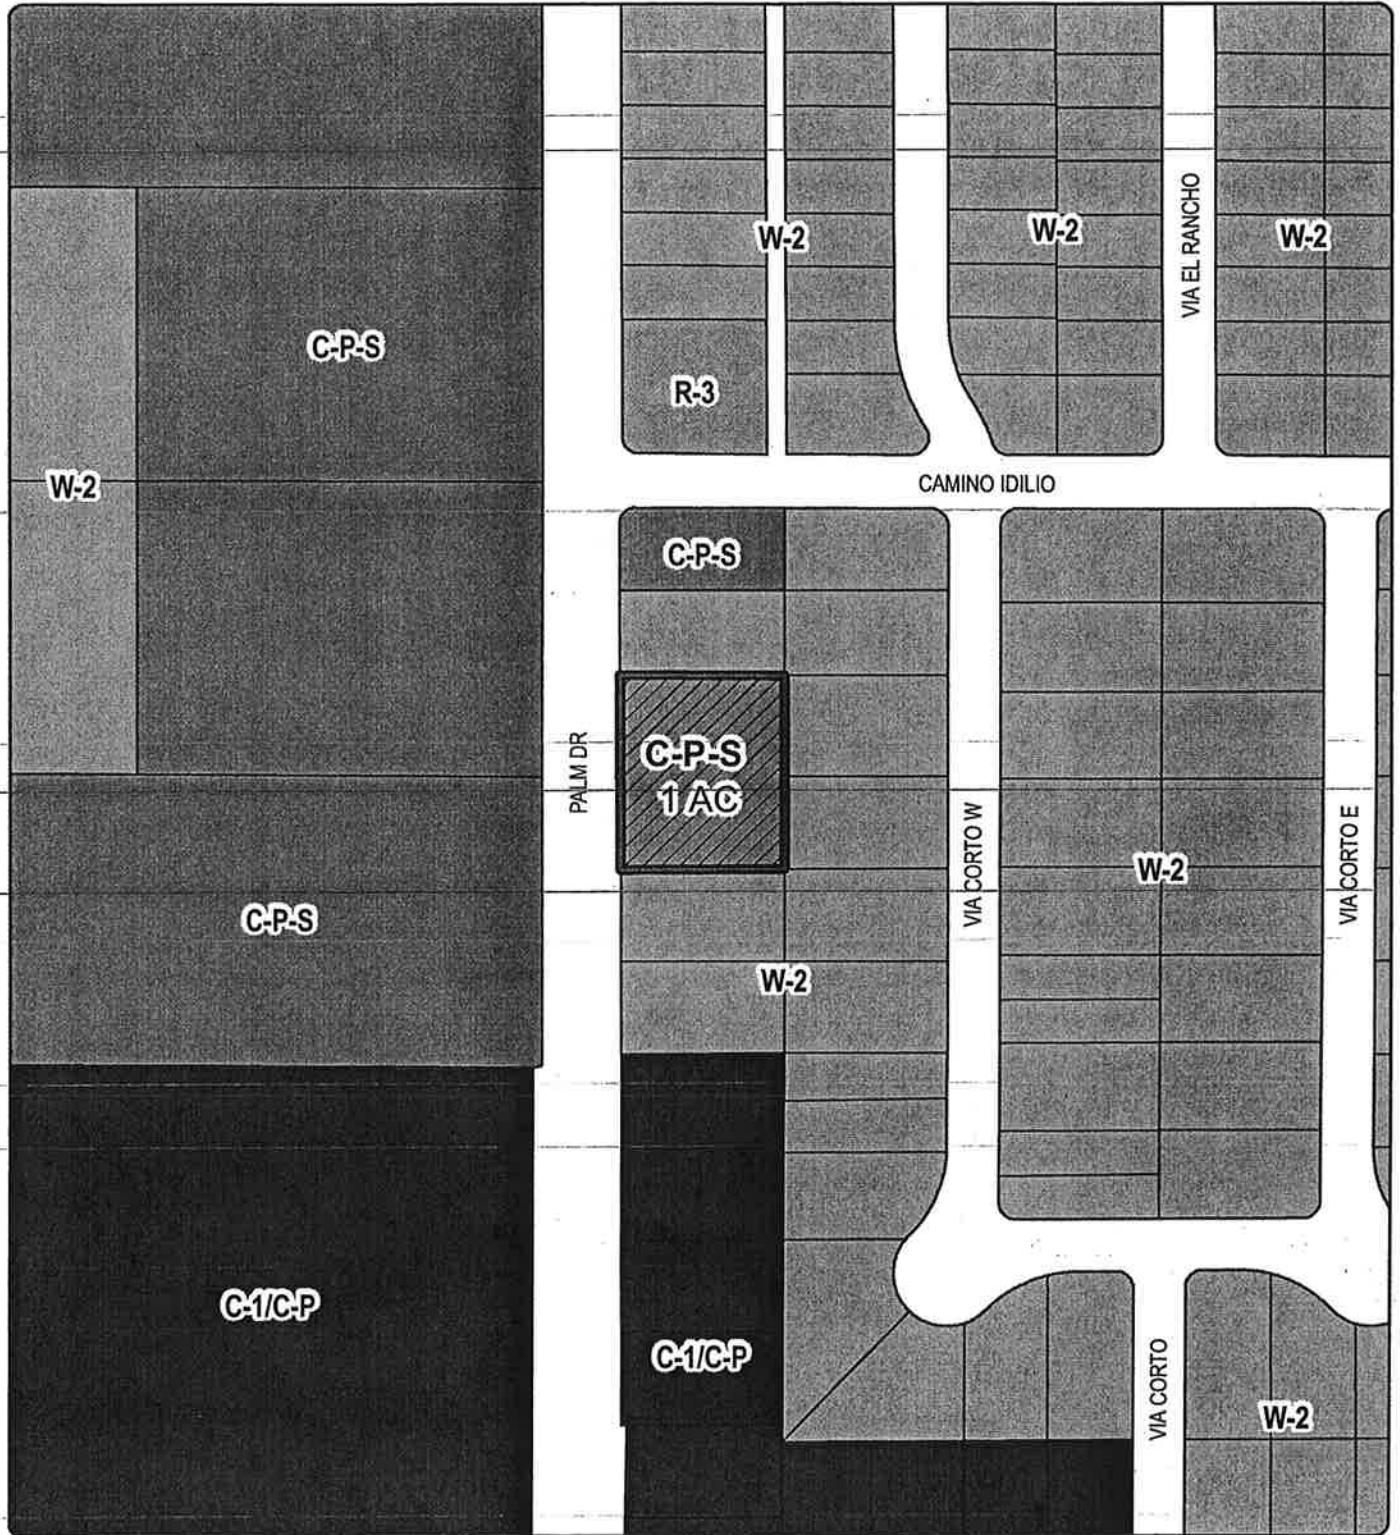 W-2
W-2
W-2
VIA EL RANCHO
C-P-S
R-3
W-2
CAMINO IDILIO
C-P-S
PALM DR
C-P-S
1 AC
VIA CORTO W
W-2
VIA CORTO E
C-P-S
W-2
C-1/C-P
C-1/C-P
VIA CORTO
W-2